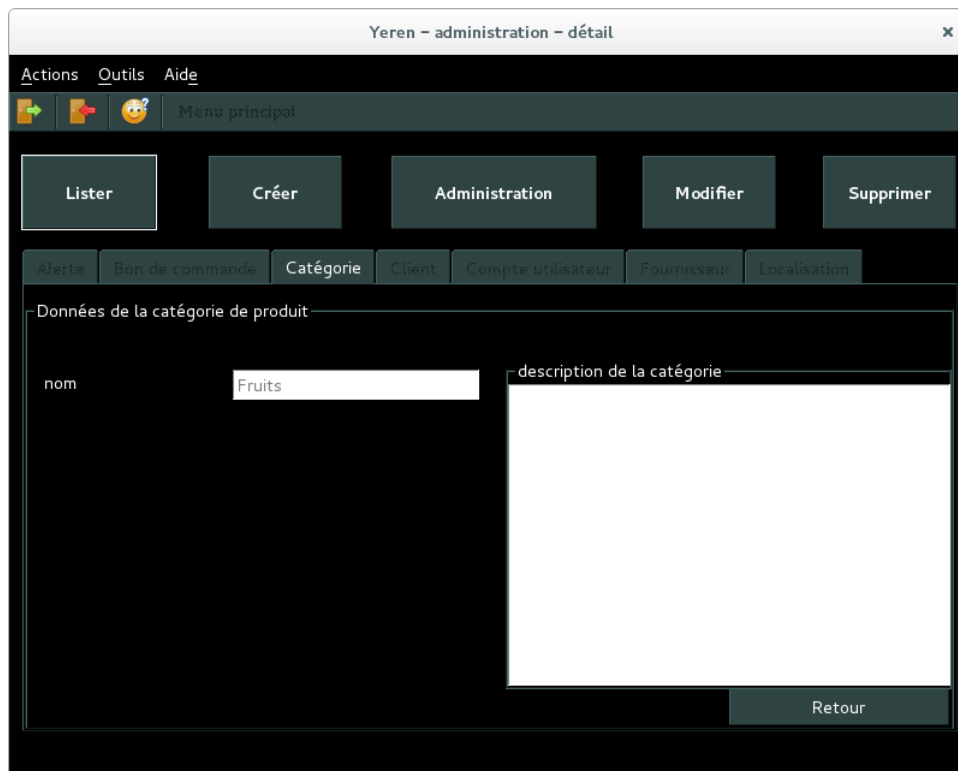 Yeren – administration – détail
Actions Outils Aide
Menu principal
Lister Créer Administration Modifier Supprimer
Alerte Bon de commande Catégorie Client Compte utilisateur Fournisseur Localisation
Données de la catégorie de produit
nom Fruits description de la catégorie
Retour